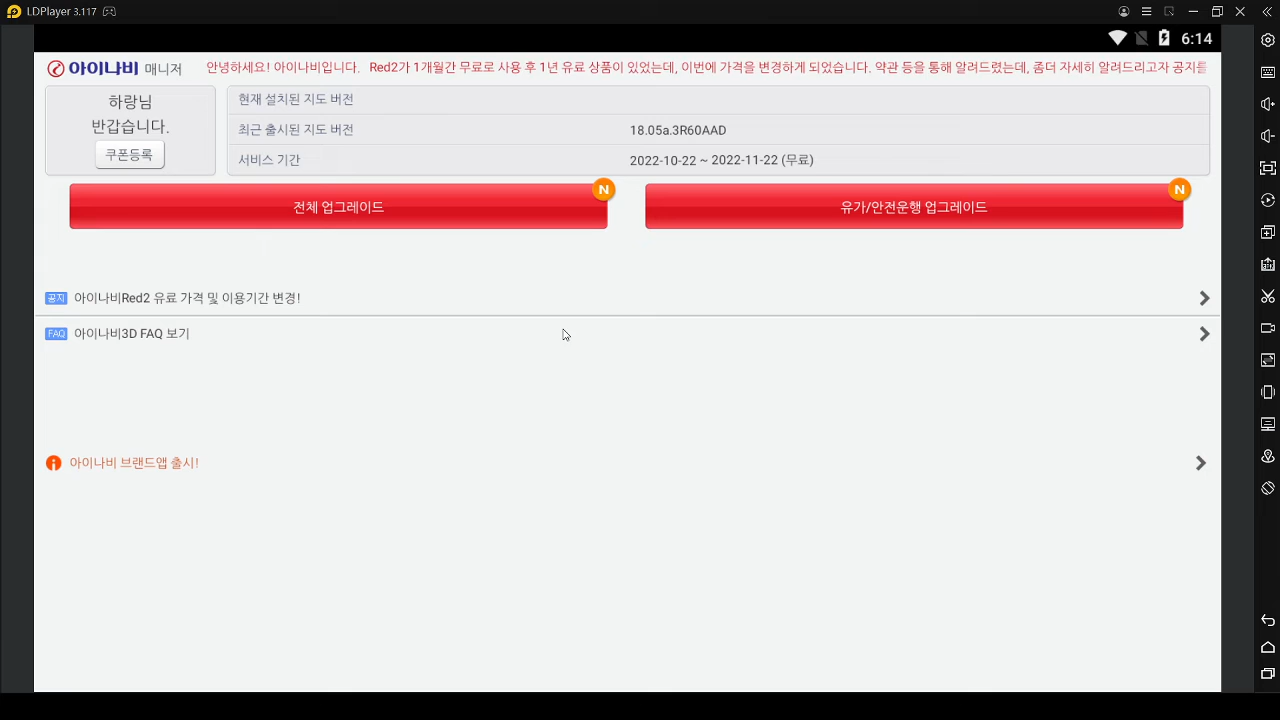 LDPlayer 3.117
6:14
아이나비 매니저
안녕하세요! 아이나비입니다. Red2가 1개월간 무료로 사용 후 1년 유료 상품이 있었는데, 이번에 가격을 변경하게 되었습니다. 약관 등을 통해 알려드렸는데, 좀더 자세히 알려드리고자 공지를
하랑님
반갑습니다.
쿠폰등록
현재 설치된 지도 버전
최근 출시된 지도 버전 18.05a.3R60AAD
서비스 기간 2022-10-22 ~ 2022-11-22 (무료)
전체 업그레이드 N
유가/안전운행 업그레이드 N
공지 아이나비Red2 유료 가격 및 이용기간 변경!
FAQ 아이나비3D FAQ 보기
아이나비 브랜드앱 출시!